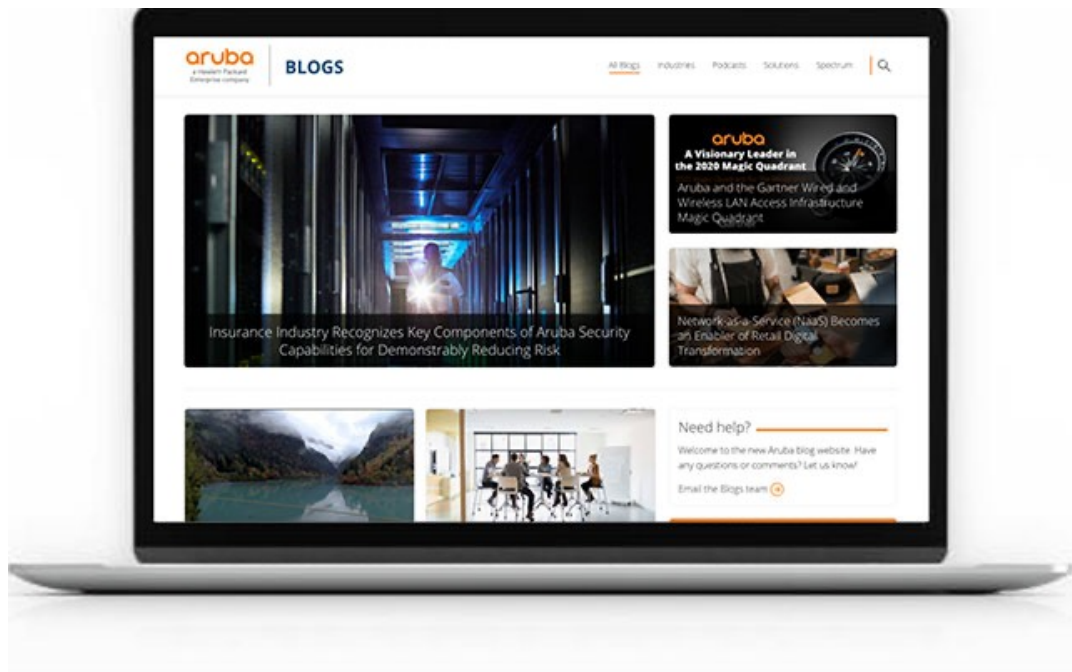 aruba
a Hewlett Packard
Enterprise company
BLOGS
All Blogs
Industries
Podcasts
Solutions
Spectrum
Insurance Industry Recognizes Key Components of Aruba Security
Capabilities for Demonstrably Reducing Risk
aruba
A Visionary Leader in
the 2020 Magic Quadrant
Aruba and the Gartner Wired and
Wireless LAN Access Infrastructure
Magic Quadrant
Network-as-a-Service (NaaS) Becomes
an Enabler of Retail Digital
Transformation
Need help?
Welcome to the new Aruba blog website. Have
any questions or comments? Let us know!
Email the Blogs team